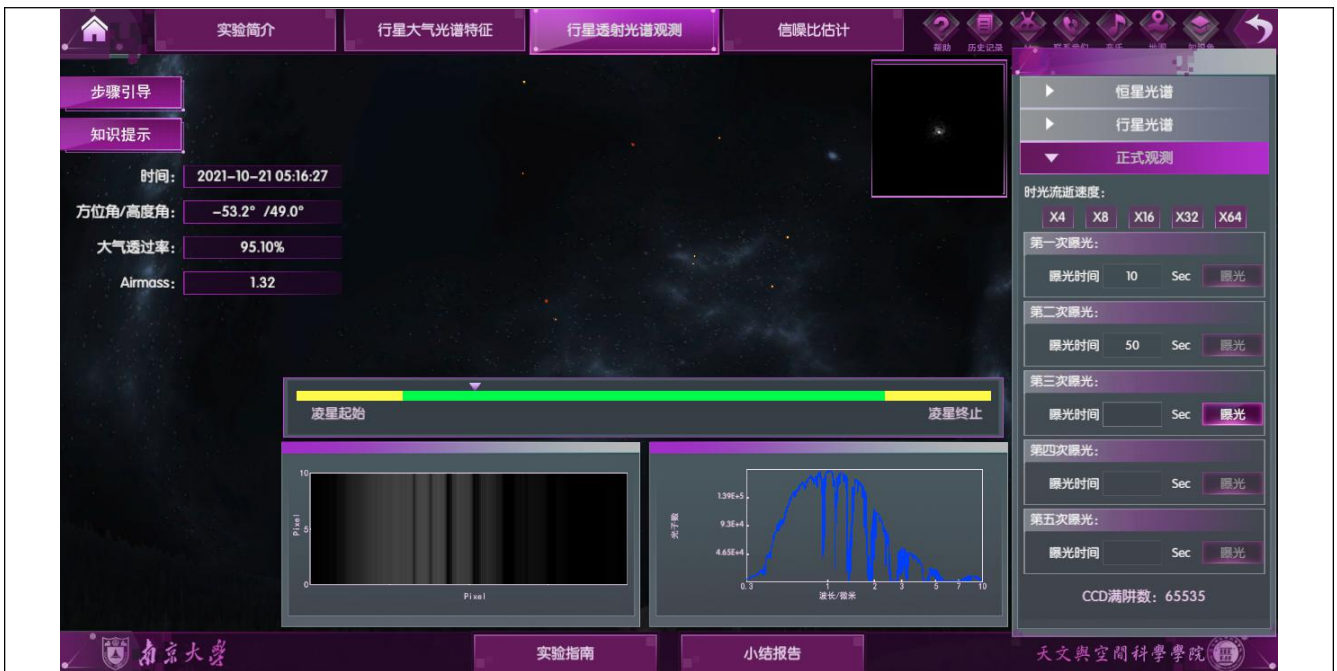 实验简介
行星大气光谱特征
行星透射光谱观测
信噪比估计
帮助
历史记录
步骤引导
知识提示
时间: 2021-10-21 05:16:27
方位角/高度角: -53.2° /49.0°
大气透过率: 95.10%
Airmass: 1.32
恒星光谱
行星光谱
正式观测
时光流逝速度:
X4 X8 X16 X32 X64
第一次曝光:
曝光时间 10 Sec 曝光
第二次曝光:
曝光时间 50 Sec 曝光
第三次曝光:
曝光时间 Sec 曝光
第四次曝光:
曝光时间 Sec 曝光
第五次曝光:
曝光时间 Sec 曝光
CCD满阱数: 65535
凌星起始
凌星终止
10
Pixel
5
0
Pixel
1.39E+5
光子数
9.3E+4
4.65E+4
0.3 1 2 3 5 7 10
波长/微米
南京大学
实验指南
小结报告
天文與空間科學學院